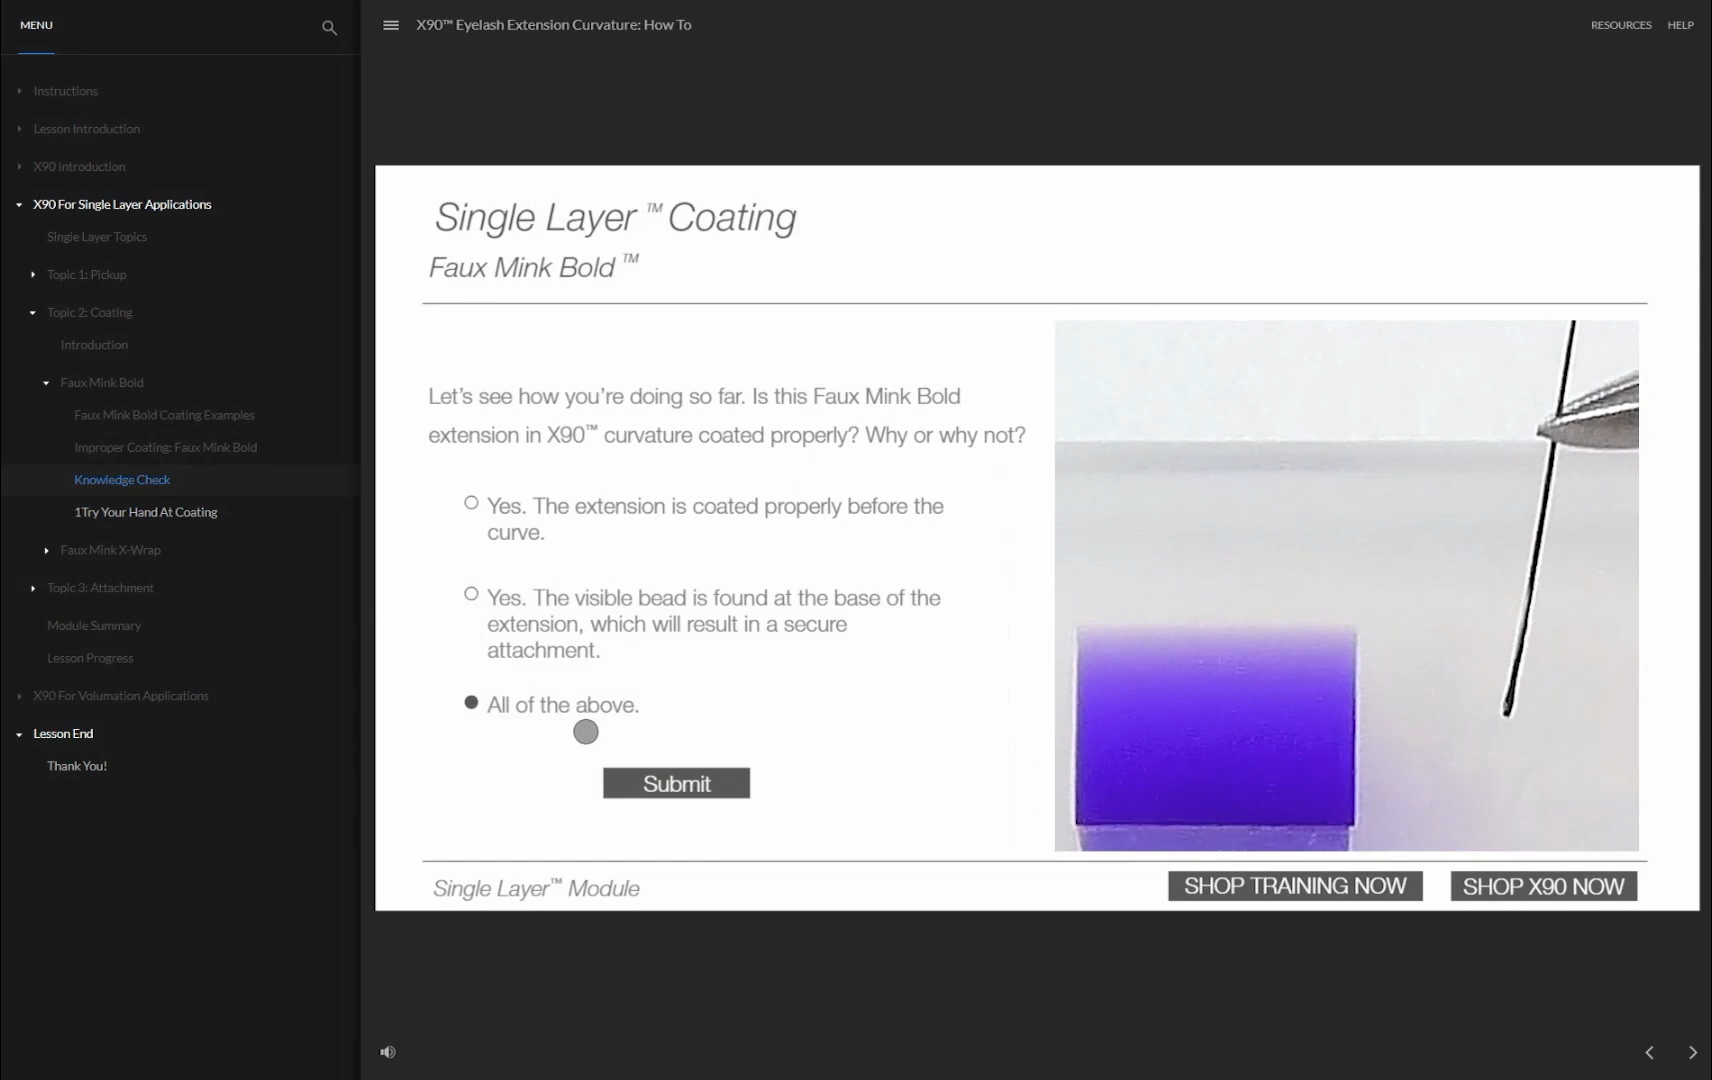 MENU
X90™ Eyelash Extension Curvature: How To
RESOURCES
HELP
Instructions
Lesson Introduction
X90 Introduction
X90 For Single Layer Applications
Single Layer Topics
Topic 1: Pickup
Topic 2: Coating
Introduction
Faux Mink Bold
Faux Mink Bold Coating Examples
Improper Coating: Faux Mink Bold
Knowledge Check
1Try Your Hand At Coating
Faux Mink X-Wrap
Topic 3: Attachment
Module Summary
Lesson Progress
X90 For Volumation Applications
Lesson End
Thank You!
Single Layer™ Coating
Faux Mink Bold™
Let's see how you're doing so far. Is this Faux Mink Bold
extension in X90™ curvature coated properly? Why or why not?
Yes. The extension is coated properly before the
curve.
Yes. The visible bead is found at the base of the
extension, which will result in a secure
attachment.
All of the above.
Submit
Single Layer™ Module
SHOP TRAINING NOW
SHOP X90 NOW